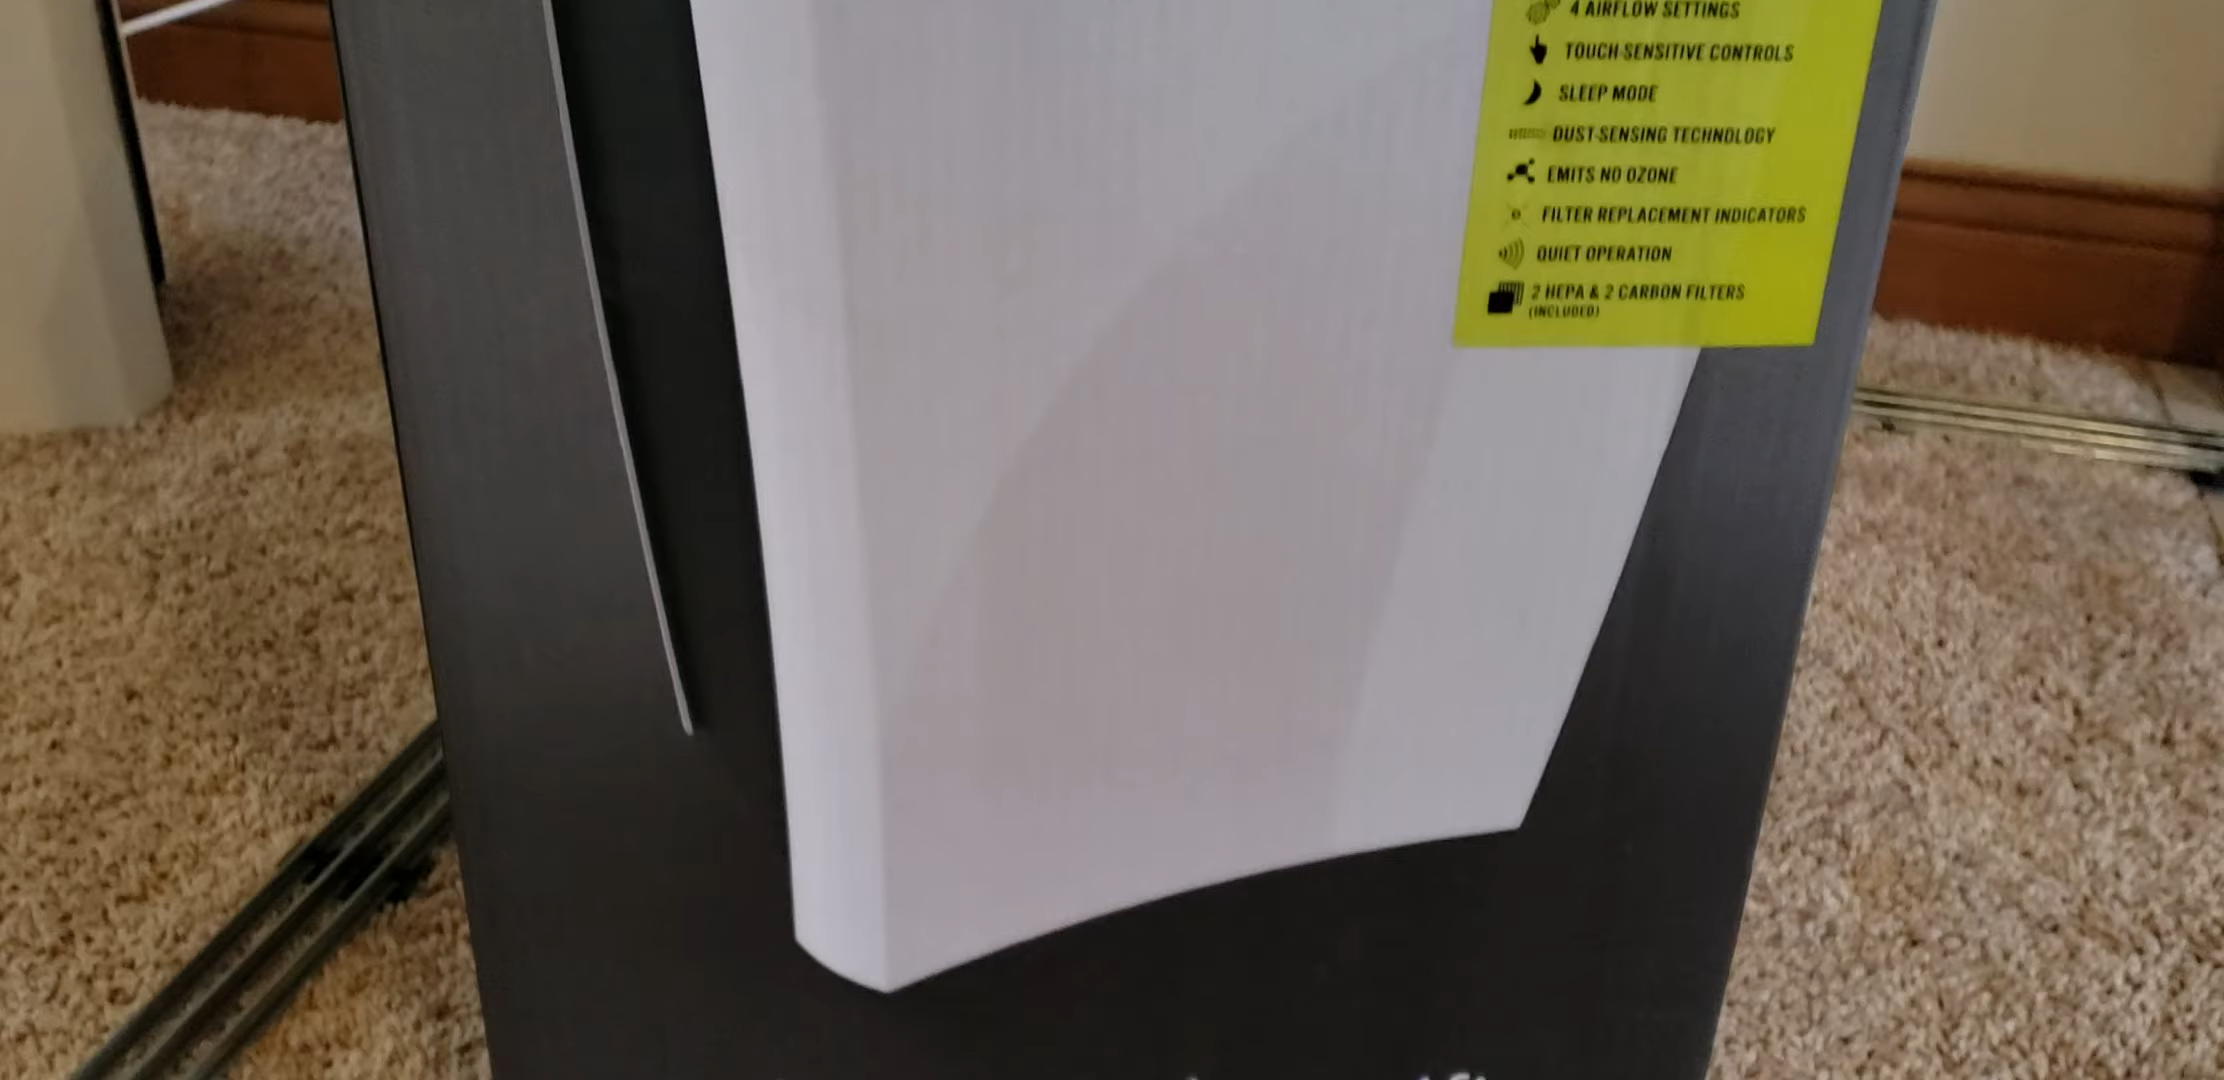 4 AIRFLOW SETTINGS
TOUCH-SENSITIVE CONTROLS
SLEEP MODE
DUST-SENSING TECHNOLOGY
EMITS NO OZONE
FILTER REPLACEMENT INDICATORS
QUIET OPERATION
2 HEPA & 2 CARBON FILTERS
(INCLUDED)